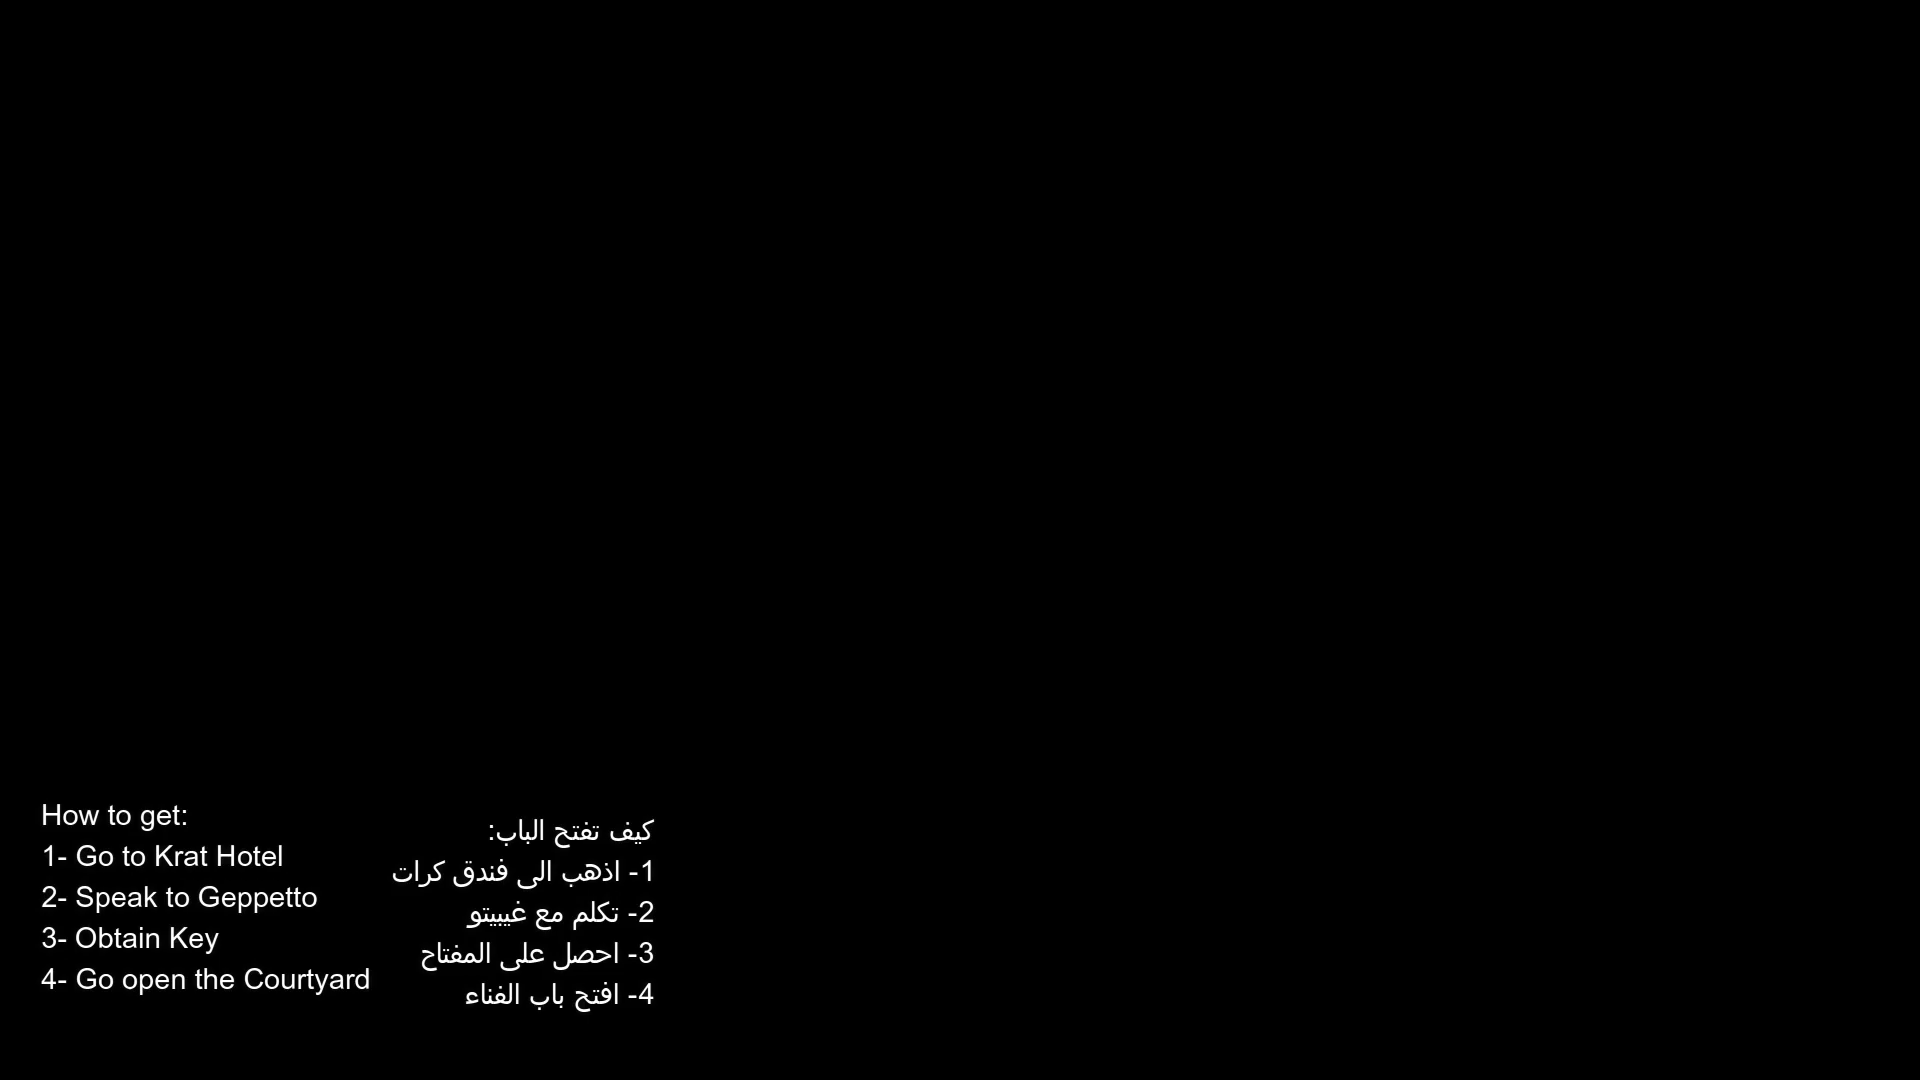 How to get:
1- Go to Krat Hotel
2- Speak to Geppetto
3- Obtain Key
4- Go open the Courtyard
كيف تفتح الباب:
1- اذهب الى فندق كرات
2- تكلم مع غيبيتو
3- احصل على المفتاح
4- افتح باب الفناء